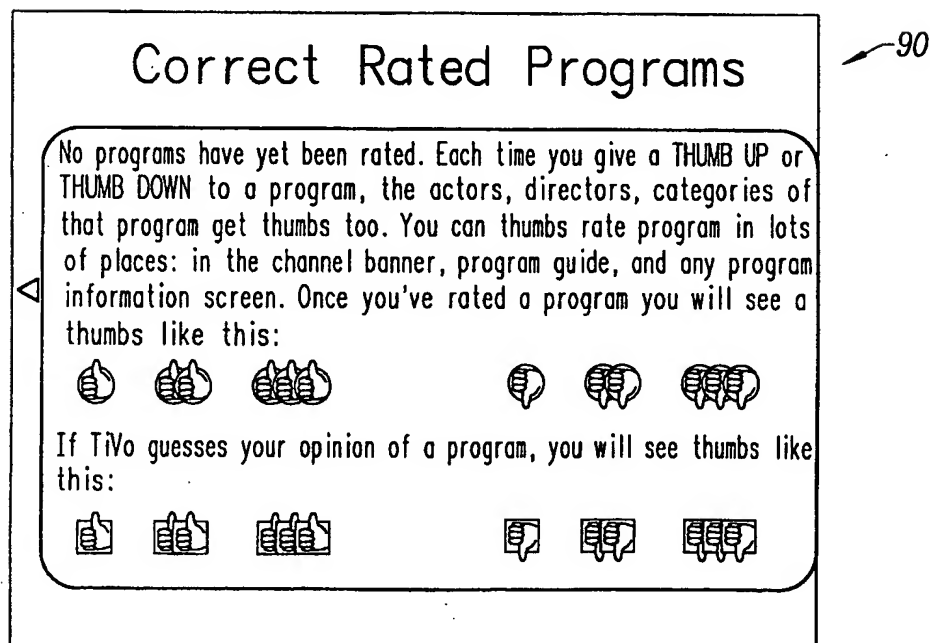 Correct Rated Programs
90
No programs have yet been rated. Each time you give a THUMB UP or
THUMB DOWN to a program, the actors, directors, categories of
that program get thumbs too. You can thumbs rate program in lots
of places: in the channel banner, program guide, and any program
information screen. Once you've rated a program you will see a
thumbs like this:
If TiVo guesses your opinion of a program, you will see thumbs like
this: